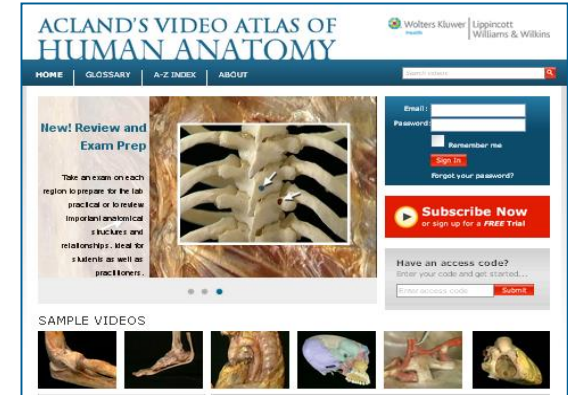 ACLAND'S VIDEO ATLAS OF
HUMAN ANATOMY
Wolters Kluwer
Health
Lippincott
Williams & Wilkins
HOME
GLOSSARY
A-Z INDEX
ABOUT
Search videos
New! Review and
Exam Prep
Take an exam on each
region to prepare for the lab
practical or to review
important anatomical
structures and
relationships. Ideal for
students as well as
practitioners.
Email:
Password:
Remember me
Sign In
Forgot your password?
Subscribe Now
or sign up for a FREE Trial
Have an access code?
Enter your code and get started...
Enter access code
Submit
SAMPLE VIDEOS